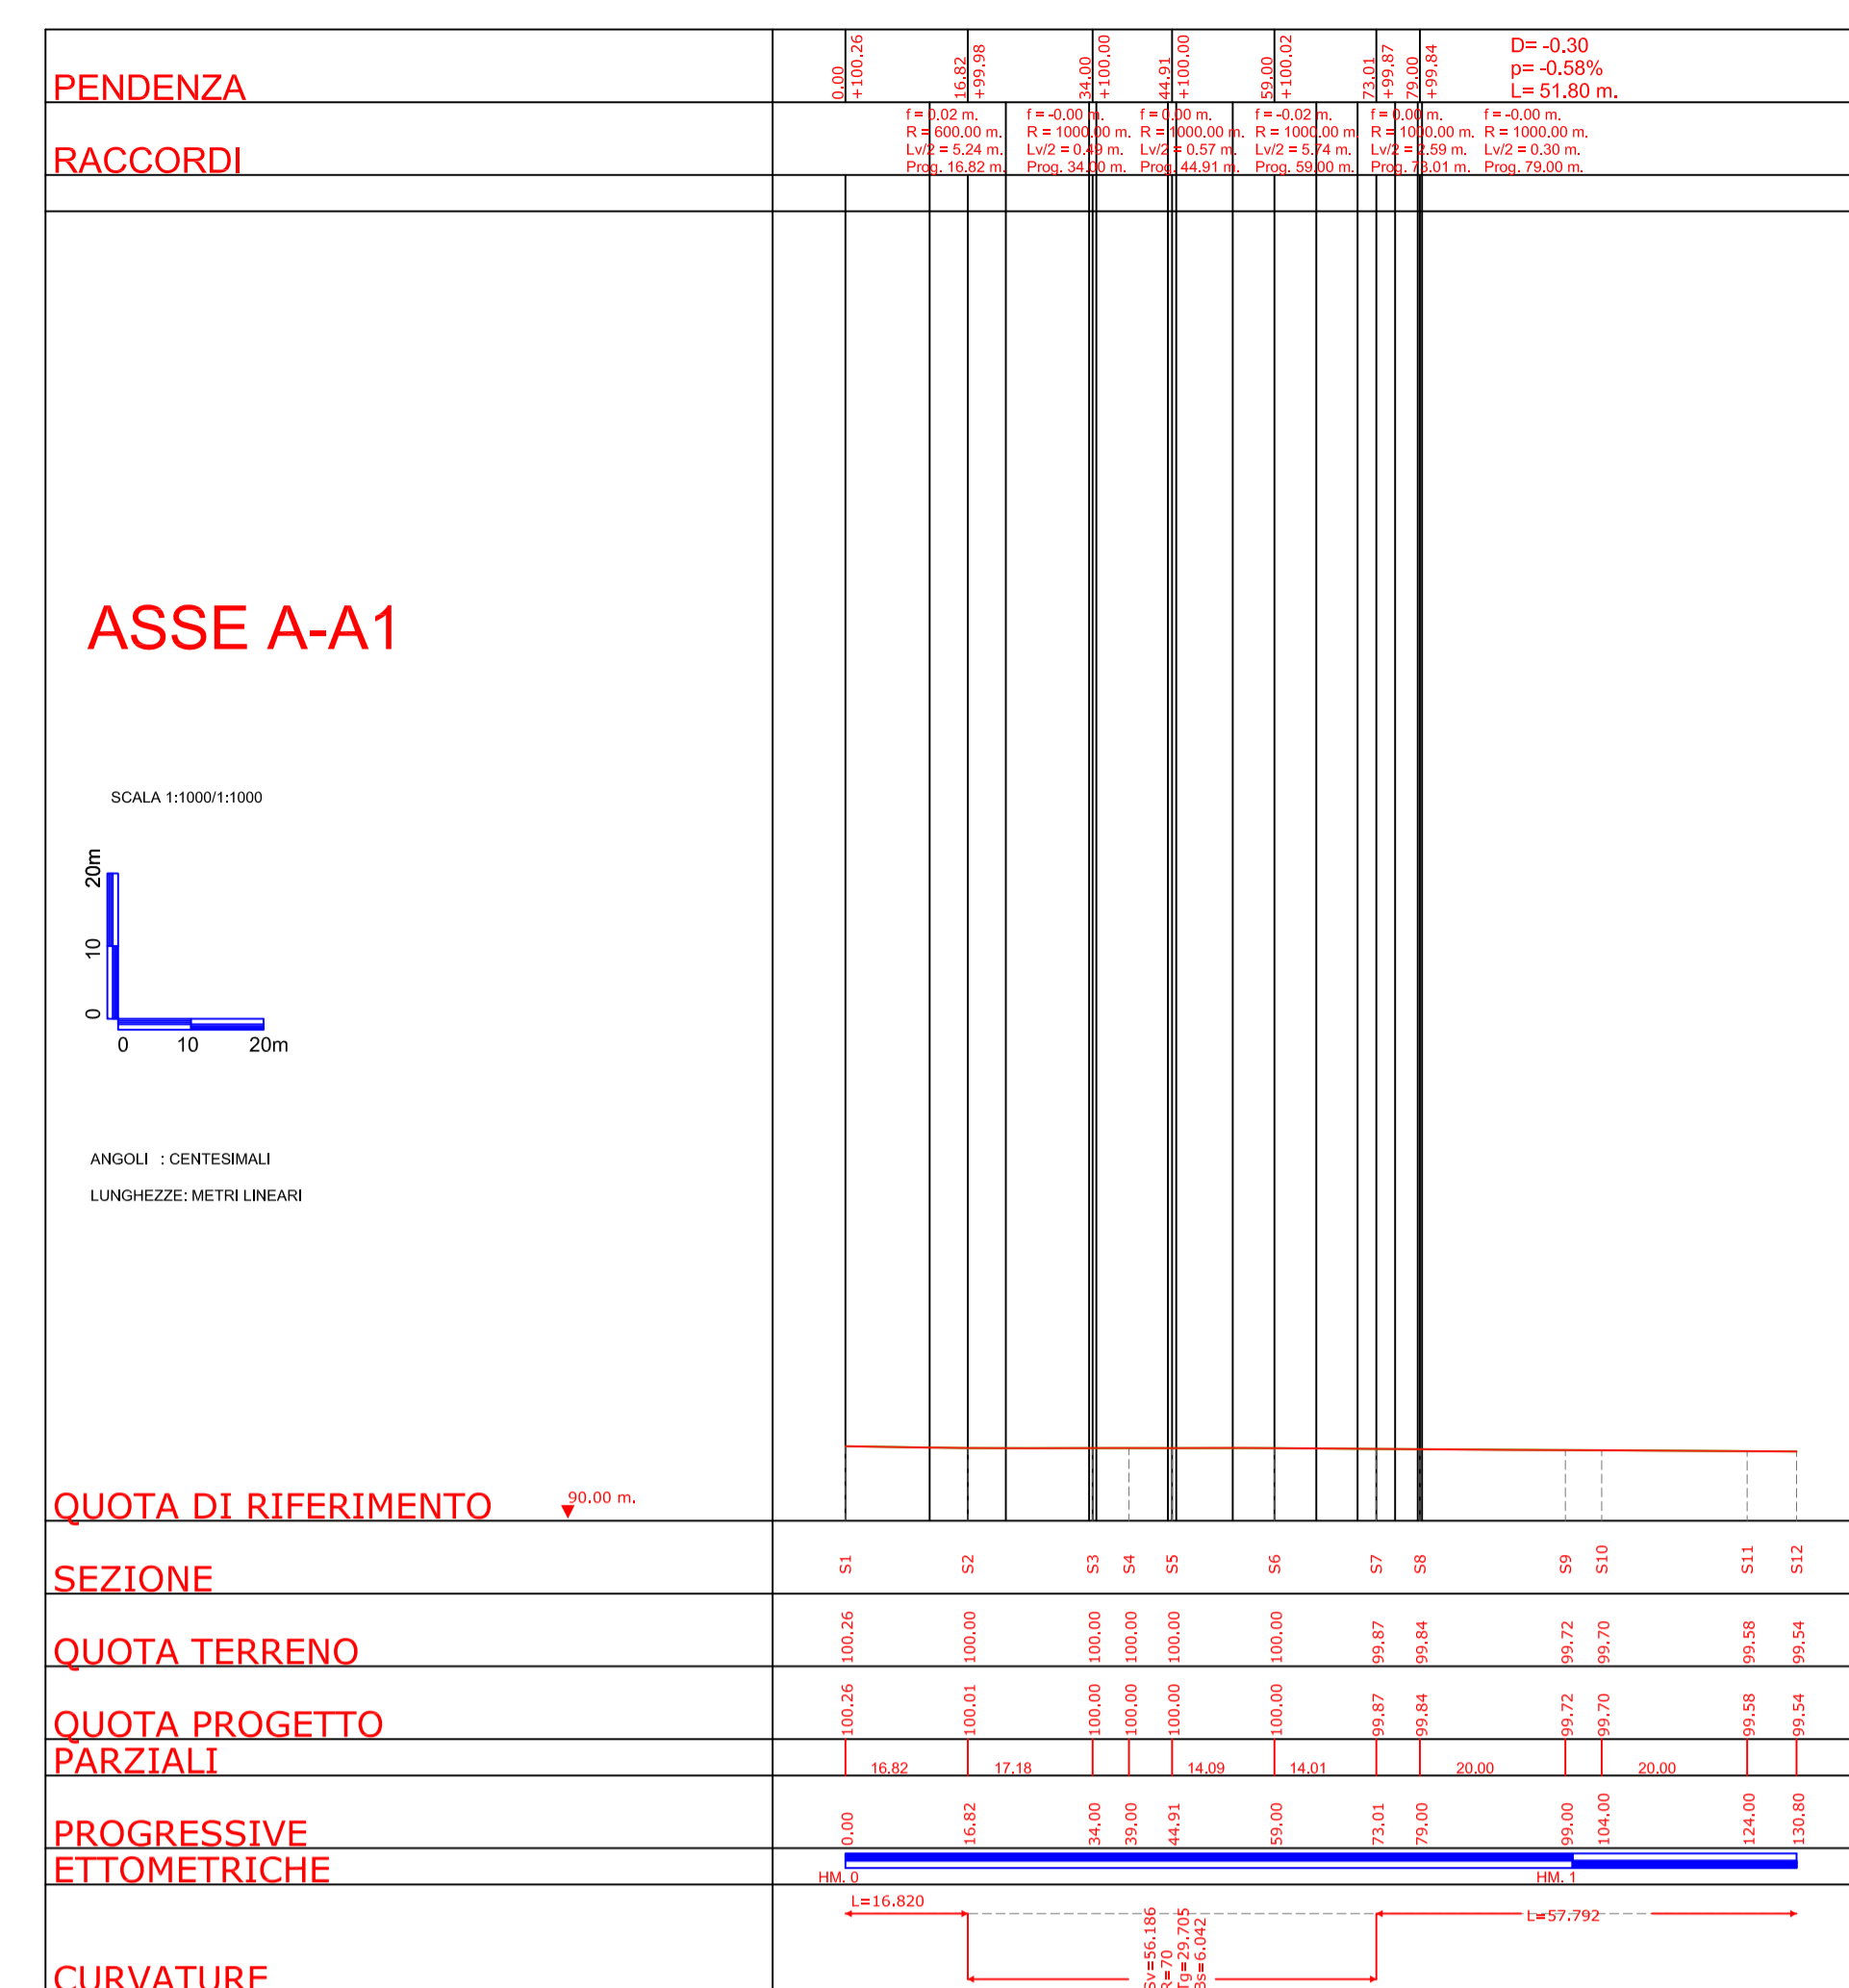 PENDENZA
0.00
+100.26
16.82
+99.98
34.00
+100.00
44.91
+100.00
59.00
+100.02
73.01
+99.87
79.00
+99.84
D= -0.30
p= -0.58%
L= 51.80 m.
RACCORDI
f = 0.02 m.
R = 600.00 m.
Lv/2 = 5.24 m.
Prog. 16.82 m.
f = -0.00 m.
R = 1000.00 m.
Lv/2 = 0.49 m.
Prog. 34.00 m.
f = 0.00 m.
R = 1000.00 m.
Lv/2 = 0.57 m.
Prog. 44.91 m.
f = -0.02 m.
R = 1000.00 m.
Lv/2 = 5.74 m.
Prog. 59.00 m.
f = 0.00 m.
R = 1000.00 m.
Lv/2 = 2.59 m.
Prog. 73.01 m.
f = -0.00 m.
R = 1000.00 m.
Lv/2 = 0.30 m.
Prog. 79.00 m.
ASSE A-A1
SCALA 1:1000/1:1000
20m
10
0
0 10 20m
ANGOLI : CENTESIMALI
LUNGHEZZE: METRI LINEARI
QUOTA DI RIFERIMENTO 90.00 m.
SEZIONE S1 S2 S3 S4 S5 S6 S7 S8 S9 S10 S11 S12
QUOTA TERRENO 100.26 100.00 100.00 100.00 100.00 100.00 99.87 99.84 99.72 99.70 99.58 99.54
QUOTA PROGETTO 100.26 100.01 100.00 100.00 100.00 100.00 99.87 99.84 99.72 99.70 99.58 99.54
PARZIALI 16.82 17.18 14.09 14.01 20.00 20.00
PROGRESSIVE 0.00 16.82 34.00 39.00 44.91 59.00 73.01 79.00 99.00 104.00 124.00 130.80
ETTOMETRICHE
HM. 0 HM. 1
L=16.820
L=57.792
CURVATURE
Sv=56.186
R=70
Tg=29.705
Bs=6.042